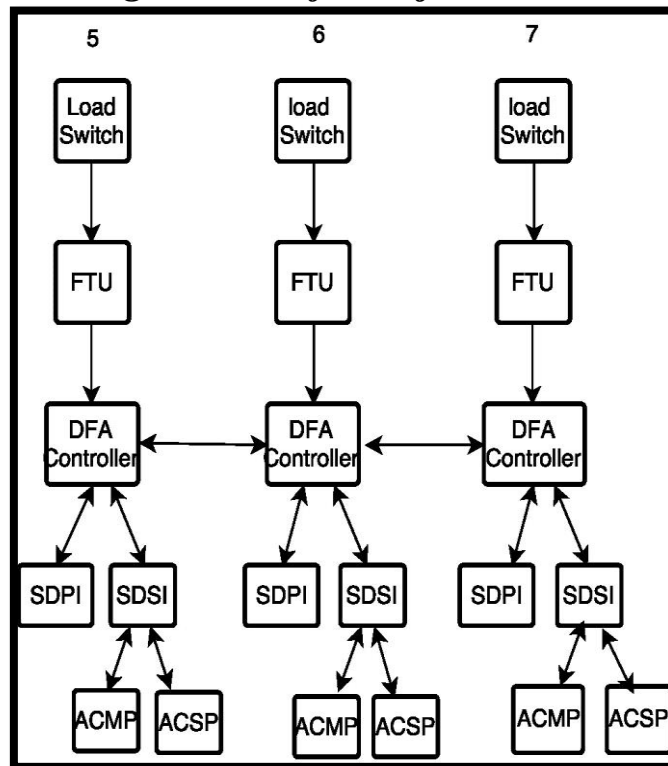 5 6 7
Load load load
Switch Switch Switch
FTU FTU FTU
DFA DFA DFA
Controller Controller Controller
SDPI SDSI SDPI SDSI SDPI SDSI
ACMP ACSP ACMP ACSP ACMP ACSP